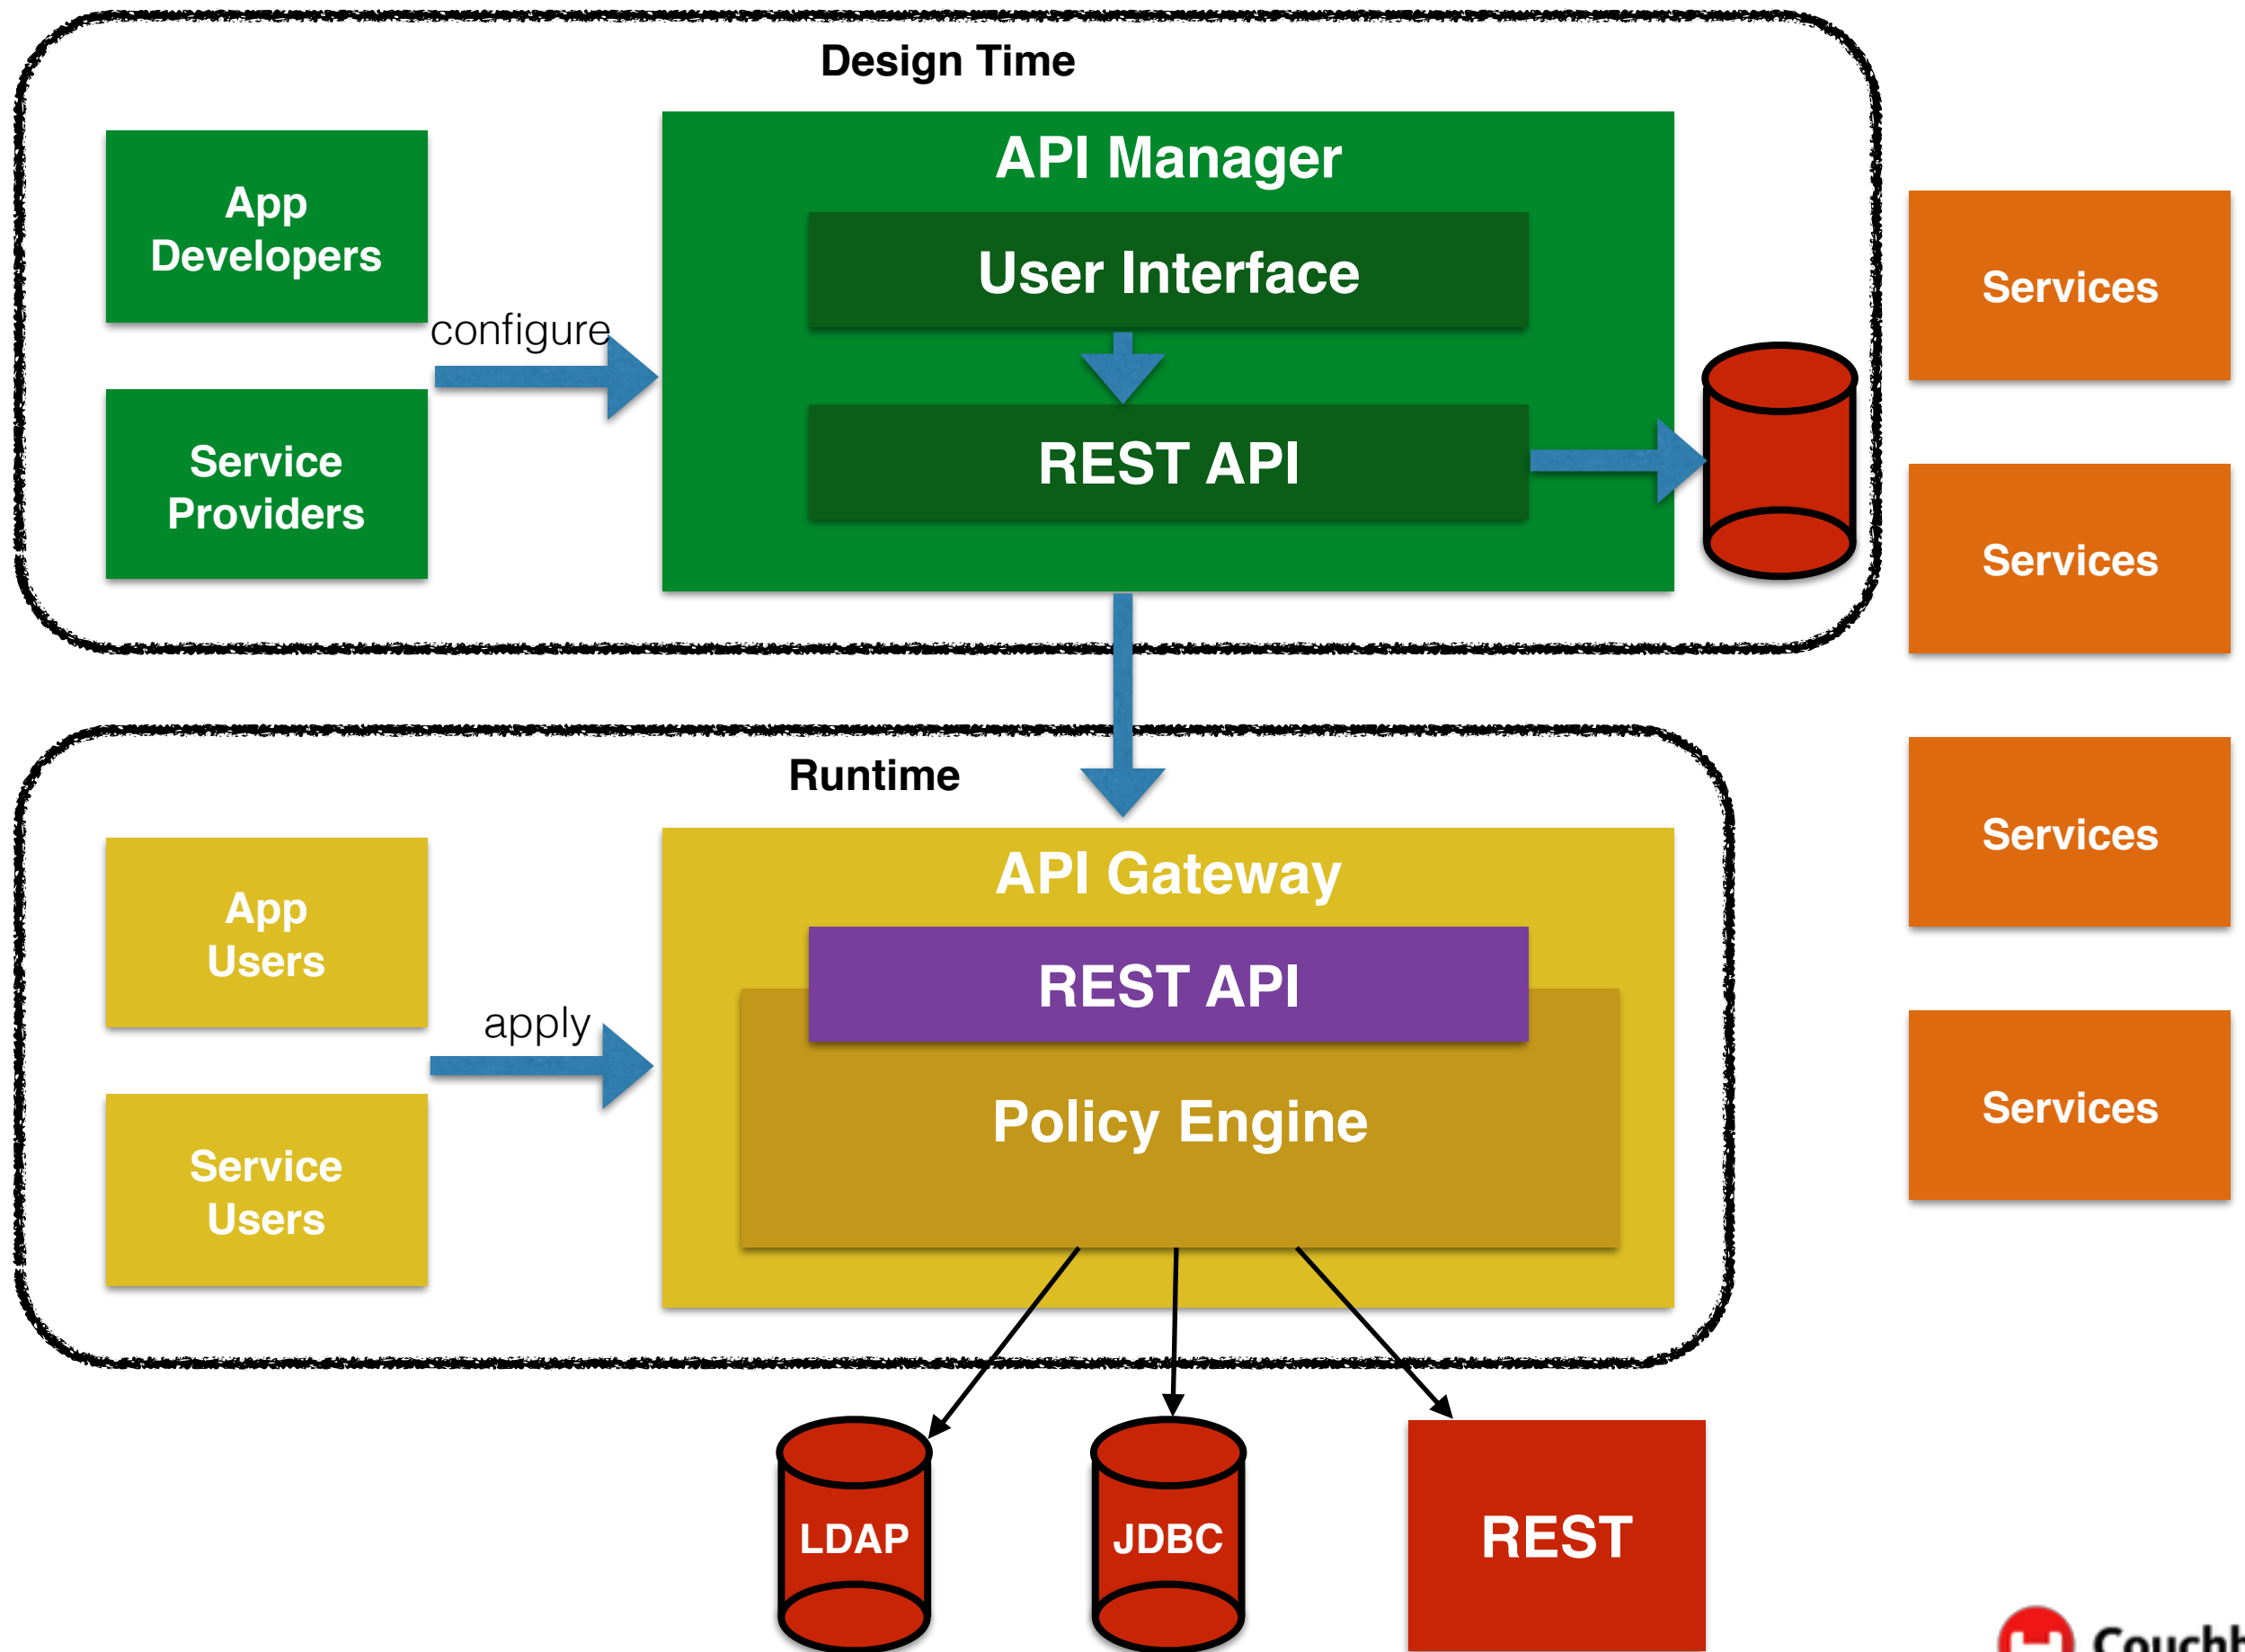 Design Time
API Manager
App
Developers
User Interface
configure
Service
Providers
REST API
Services
Services
Services
Services
Runtime
API Gateway
App
Users
REST API
apply
Policy Engine
Service
Users
LDAP
JDBC
REST